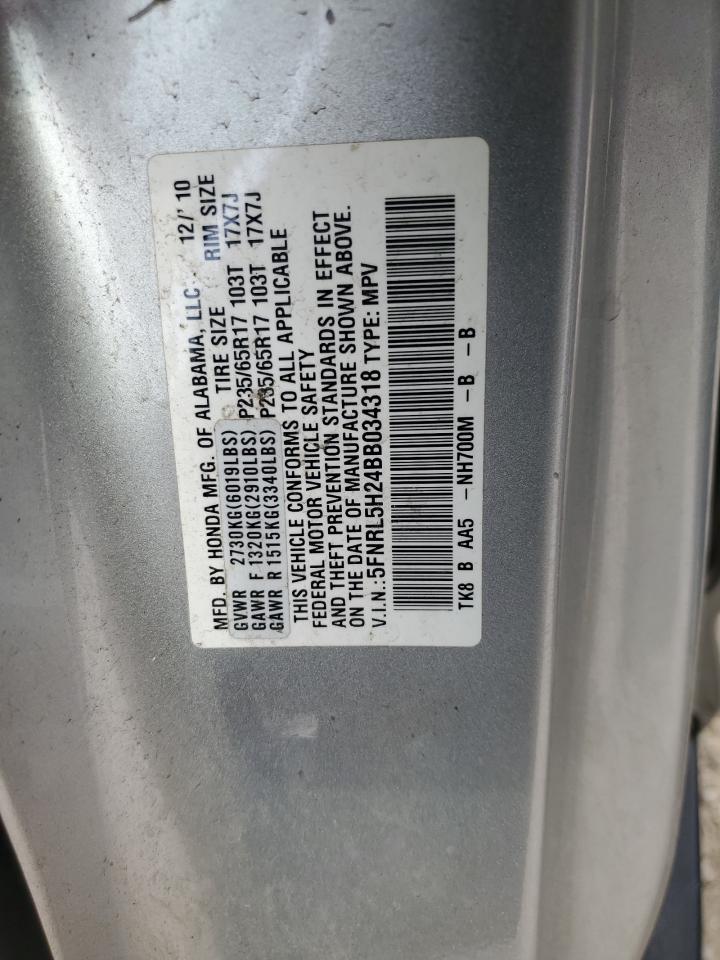 MFD. BY HONDA MFG. OF ALABAMA, LLC. 12/'10
TIRE SIZE RIM SIZE
GVWR 2730KG(6019LBS)
GAWR F 1320KG(2910LBS) P235/65R17 103T 17X7J
GAWR R 1515KG(3340LBS) P235/65R17 103T 17X7J
THIS VEHICLE CONFORMS TO ALL APPLICABLE
FEDERAL MOTOR VEHICLE SAFETY
AND THEFT PREVENTION STANDARDS IN EFFECT
ON THE DATE OF MANUFACTURE SHOWN ABOVE.
V.I.N.:5FNRL5H24BB034318 TYPE: MPV
TK8 B AA5 -NH700M -B -B